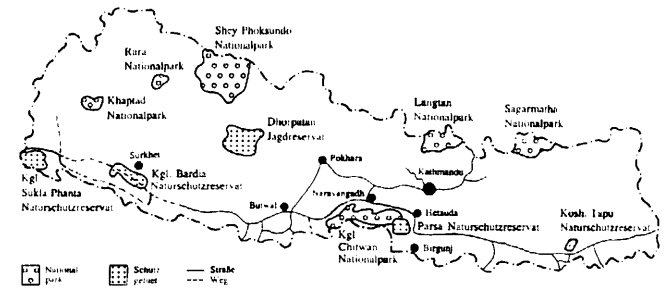 Shey Phoksundo
Nationalpark
Rara
Nationalpark
Khaptad
Nationalpark
Dhorpatan
Jagdreservat
Langtan
Nationalpark
Sagarmatha
Nationalpark
Surkhet
Kgl. Bardia
Naturschutzreservat
Kgl
Sukla Phanta
Naturschutzreservat
Pokhara
Kathmandu
Naravangadh
Butwal
Hetauda
Parsa Naturschutzreservat
Kosh. Tapu
Naturschutzreservat
Kgl
Chitwan
Nationalpark
Birgunj
National
park
Schutz
gebiet
Straße
Weg